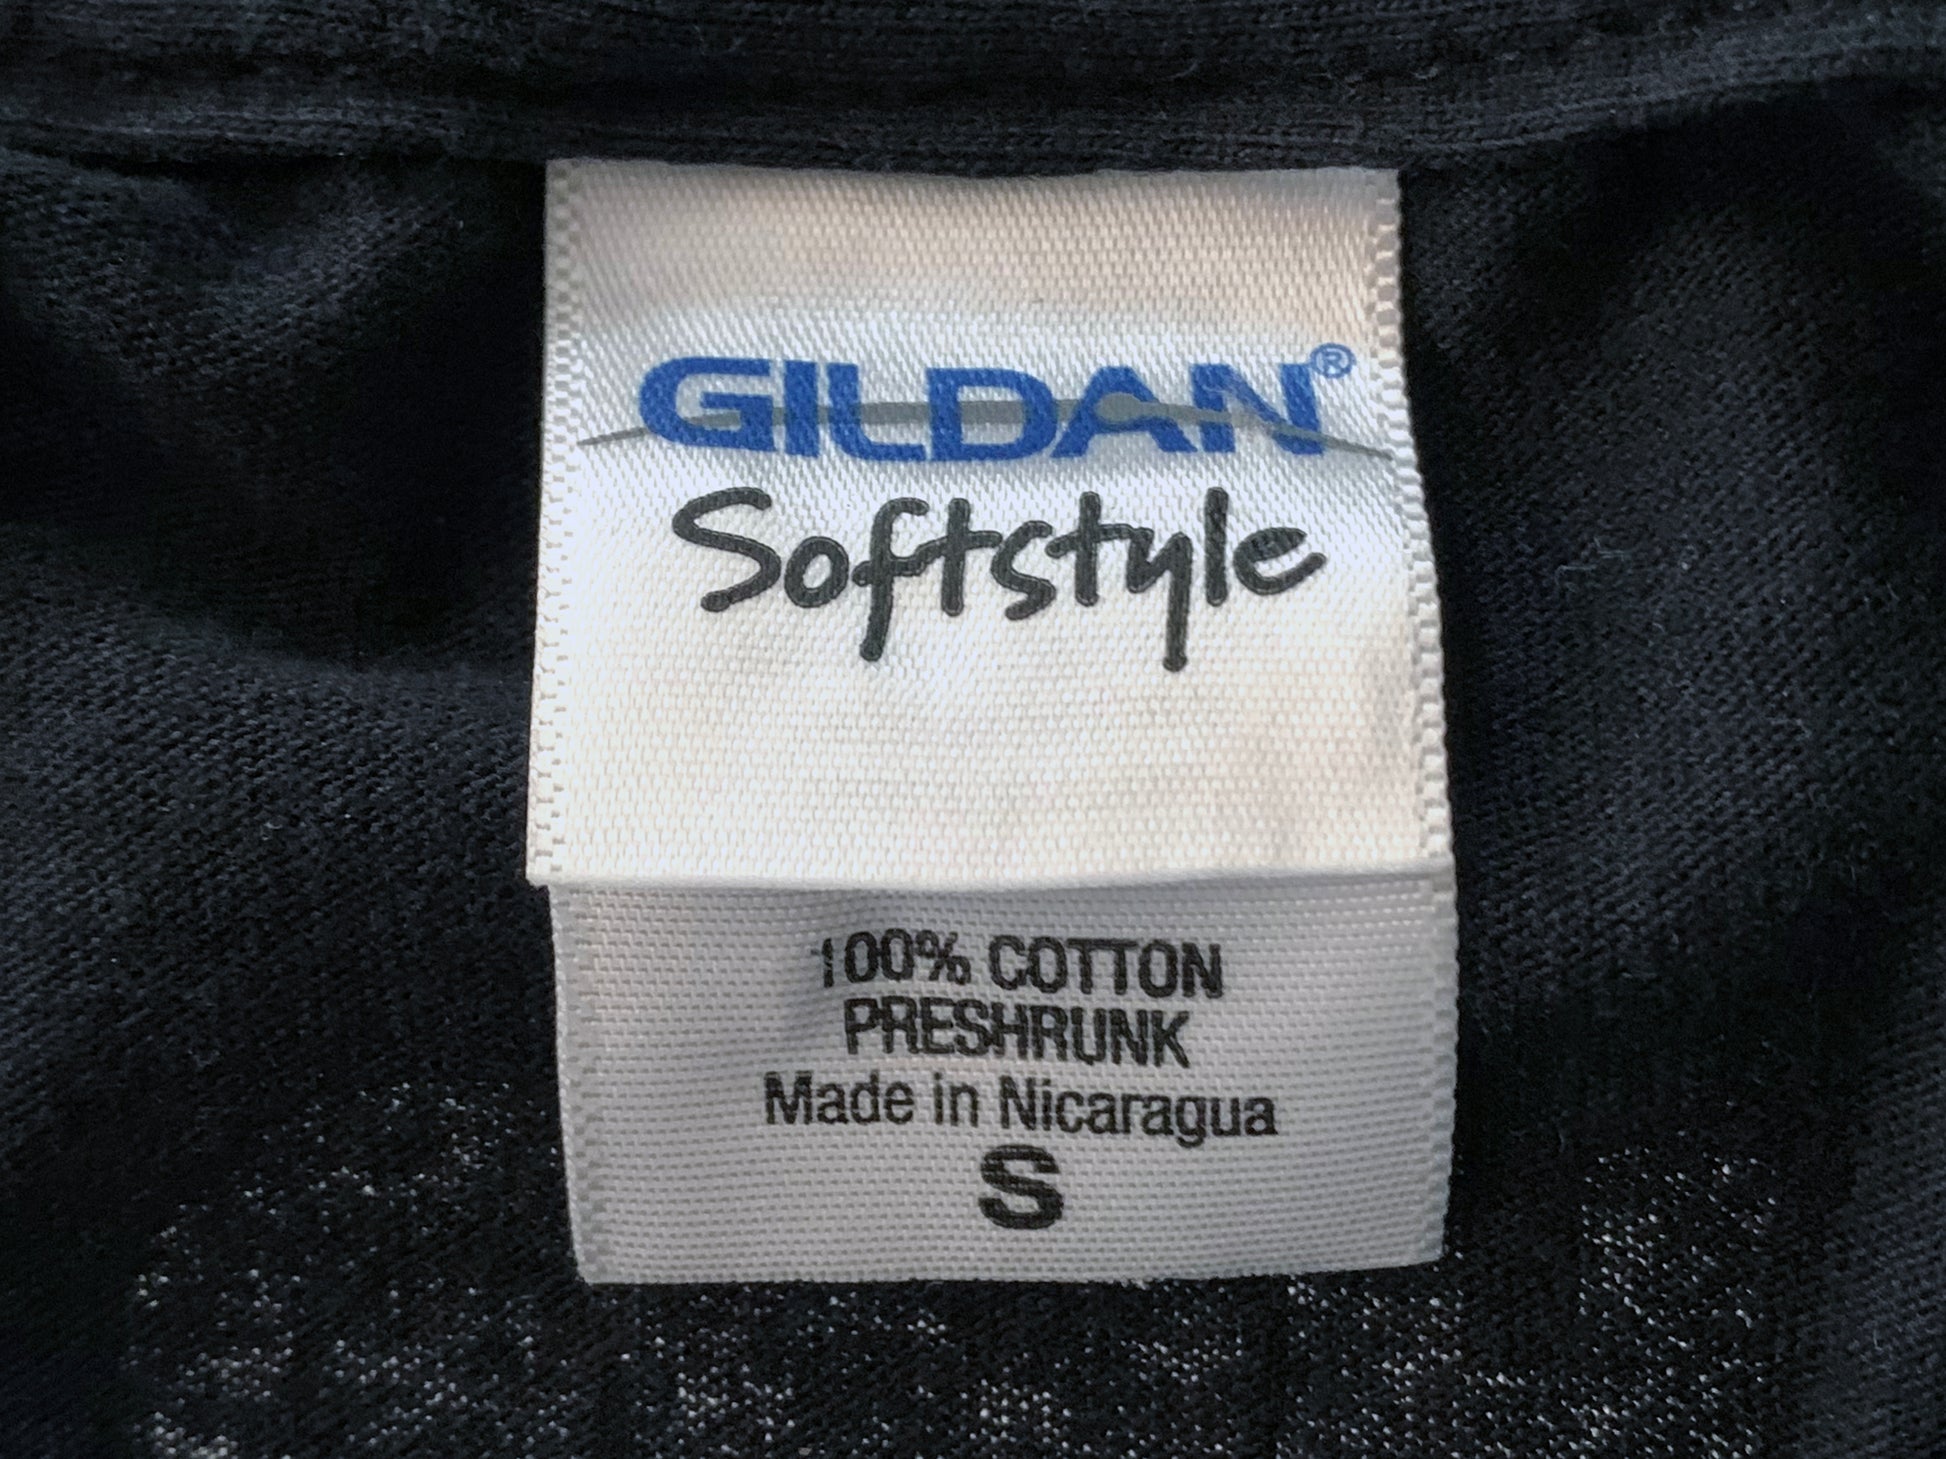 GILDAN®
Softstyle
100% COTTON
PRESHRUNK
Made in Nicaragua
S